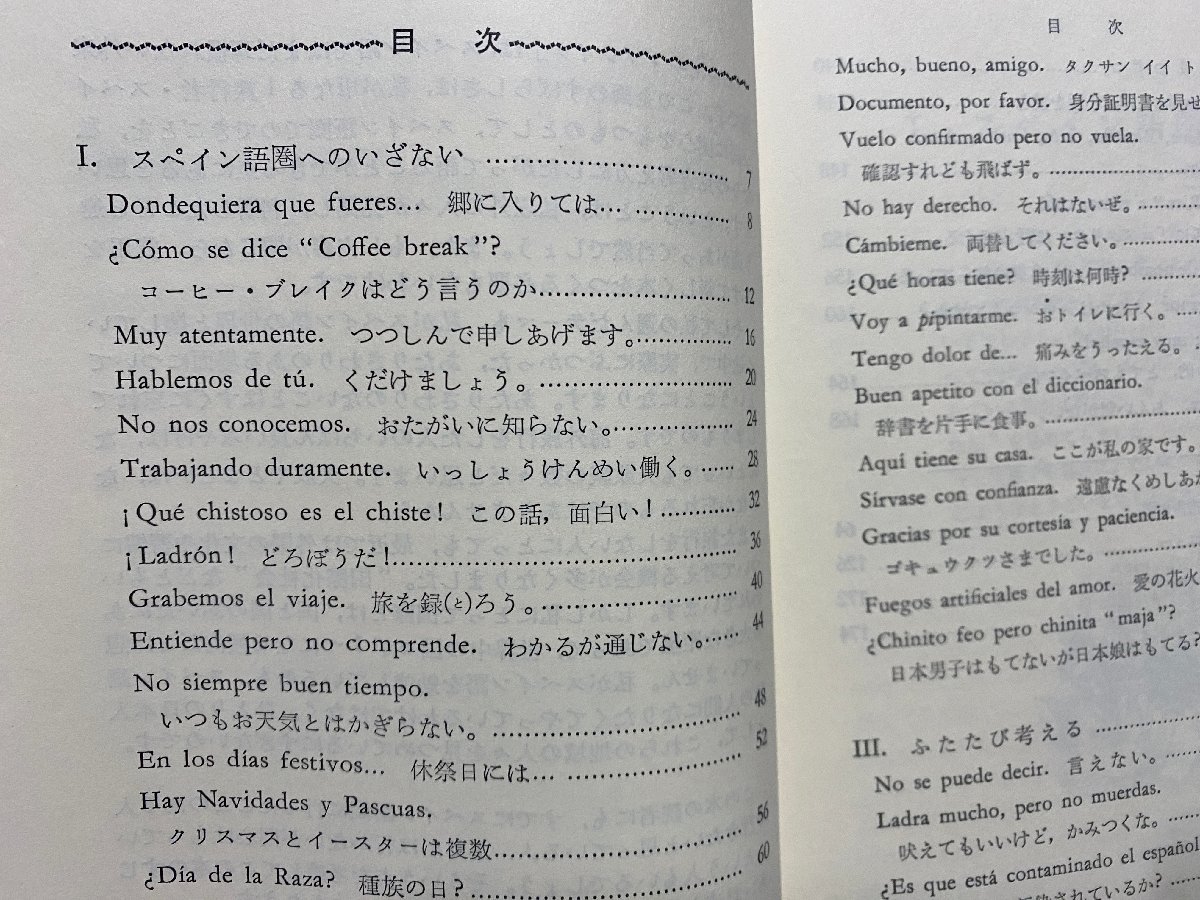 目 次
I. スペイン語圏へのいざない ……………………… 7
Dondequiera que fueres... 郷に入りては… ………… 8
¿Cómo se dice “Coffee break”?
コーヒー・ブレイクはどう言うのか……………………… 12
Muy atentamente. つつしんで申しあげます。………… 16
Hablemos de tú. くだけましょう。……………………… 20
No nos conocemos. おたがいに知らない。…………… 24
Trabajando duramente. いっしょうけんめい働く。…… 28
¡Qué chistoso es el chiste! この話，面白い!………… 32
¡Ladrón! どろぼうだ!…………………………………… 36
Grabemos el viaje. 旅を録(と)ろう。…………………… 40
Entiende pero no comprende. わかるが通じない。…… 44
No siempre buen tiempo.
いつもお天気とはかぎらない。………………………… 48
En los días festivos... 休祭日には… ………………… 52
Hay Navidades y Pascuas.
クリスマスとイースターは複数………………………… 56
¿Día de la Raza? 種族の日?…………………………… 60
目 次
Mucho, bueno, amigo. タクサン イイ ト
Documento, por favor. 身分証明書を見せ
Vuelo confirmado pero no vuela.
確認すれども飛ばず。…………………
No hay derecho. それはないぜ。…………
Cámbieme. 両替してください。…………
¿Qué horas tiene? 時刻は何時? …………
Voy a pipintarme. おトイレに行く。……
Tengo dolor de... 痛みをうったえる。…
Buen apetito con el diccionario.
辞書を片手に食事。……………………
Aquí tiene su casa. ここが私の家です。
Sírvase con confianza. 遠慮なくめしあが
Gracias por su cortesía y paciencia.
ゴキュウクツさまでした。……………
Fuegos artificiales del amor. 愛の花火
¿Chinito feo pero chinita “maja”?
日本男子はもてないが日本娘はもてる?
III. ふたたび考える …………………
No se puede decir. 言えない。…………
Ladra mucho, pero no muerdas.
吠えてもいいけど，かみつくな。……
¿Es que está contaminado el español
されているか? ………